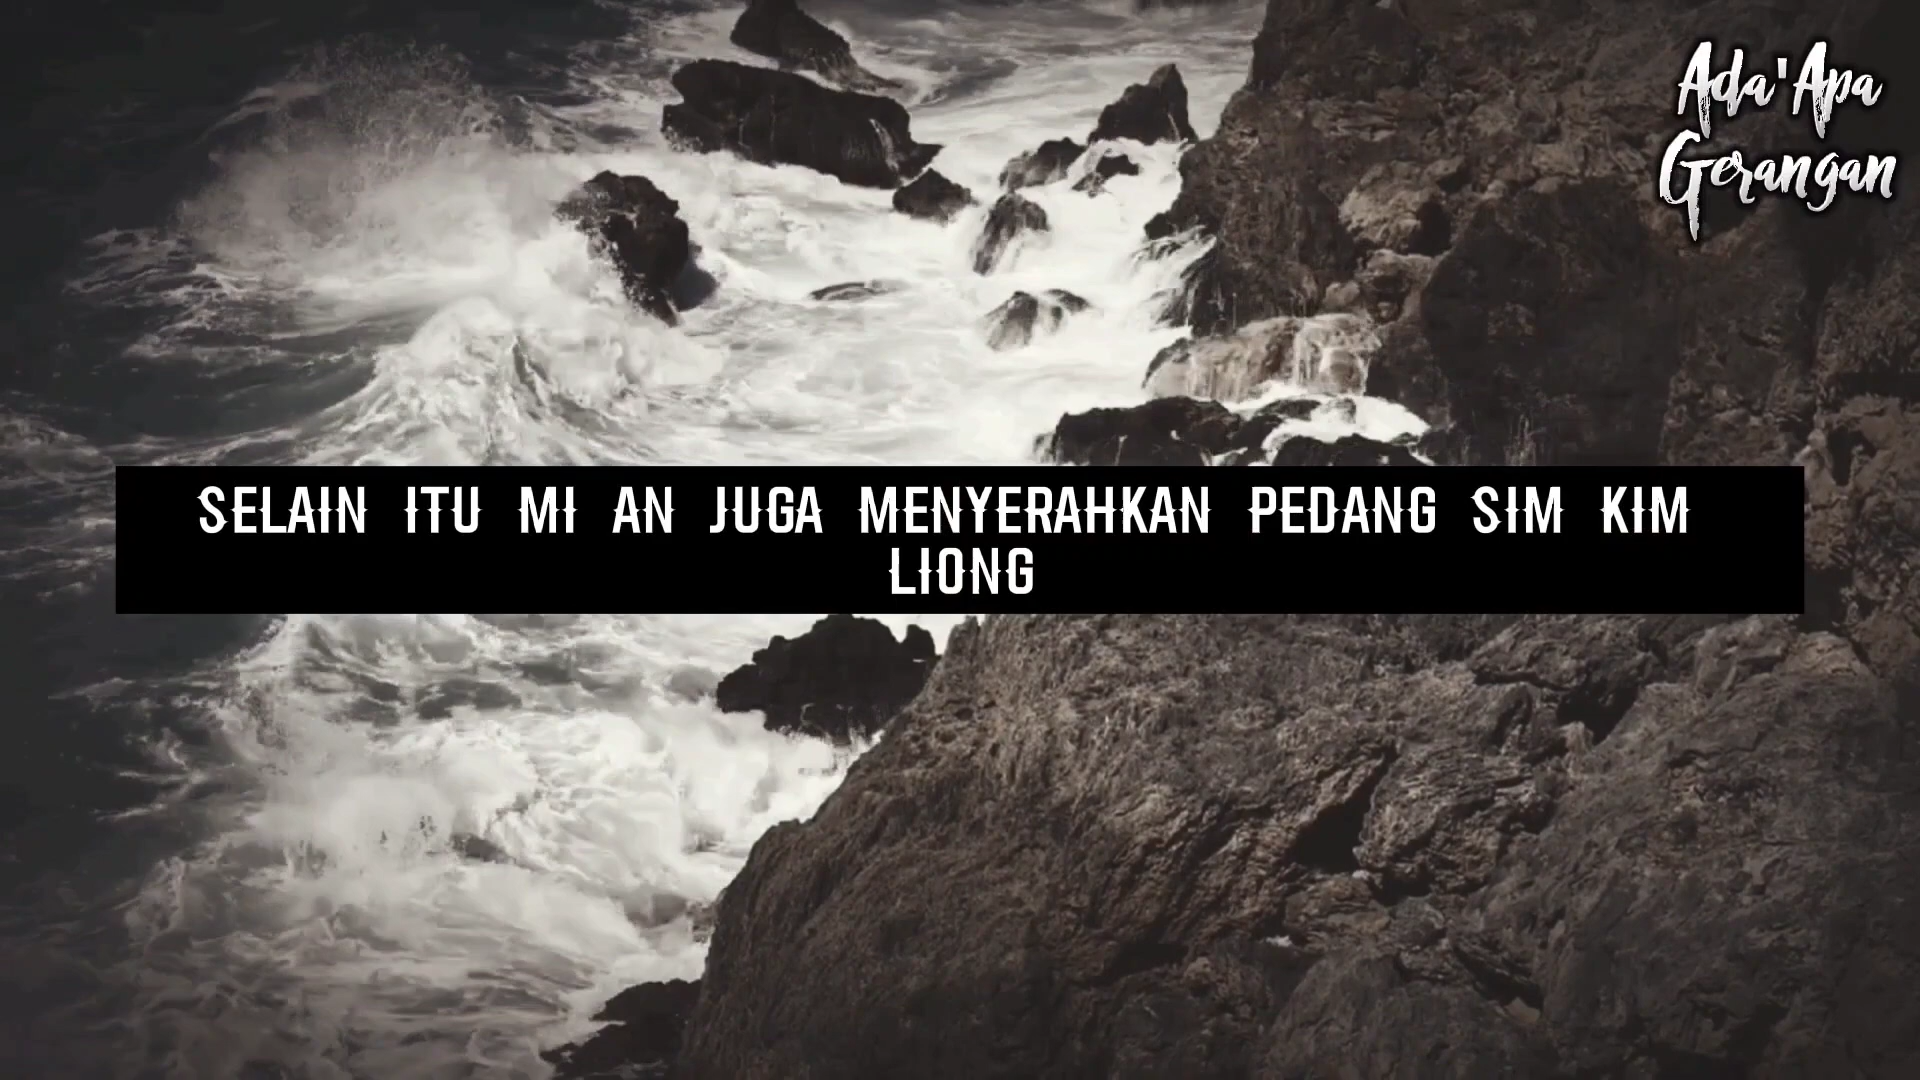 Ada'Apa
Gerangan
SELAIN ITU MI AN JUGA MENYERAHKAN PEDANG SIM KIM
LIONG